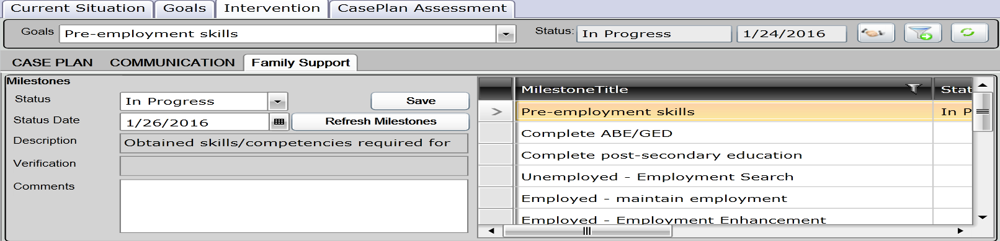 Current Situation Goals Intervention CasePlan Assessment
Goals Pre-employment skills Status: In Progress 1/24/2016
CASE PLAN COMMUNICATION Family Support
Milestones
Status In Progress Save
Status Date 1/26/2016 Refresh Milestones
Description Obtained skills/competencies required for
Verification
Comments
MilestoneTitle Stat
Pre-employment skills In P
Complete ABE/GED
Complete post-secondary education
Unemployed - Employment Search
Employed - maintain employment
Employed - Employment Enhancement